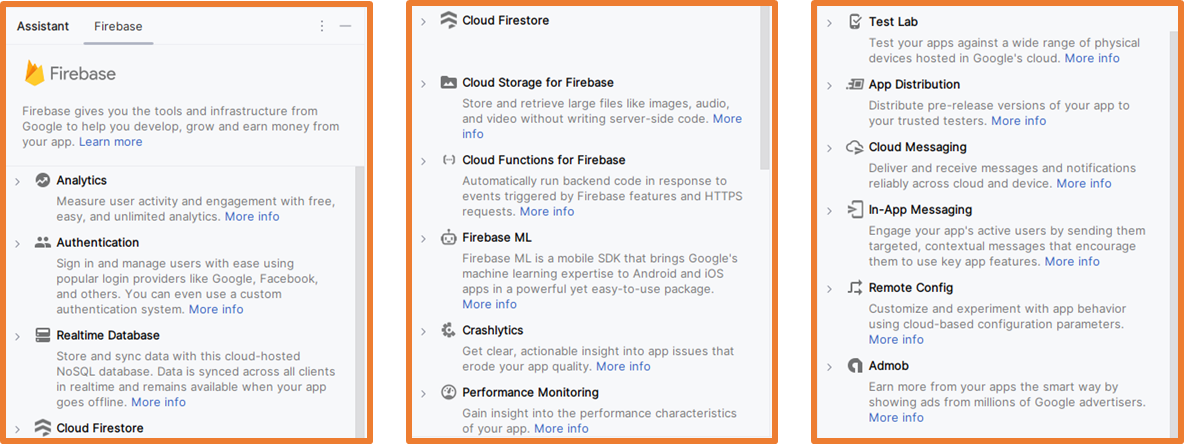 Assistant Firebase
Firebase
Firebase gives you the tools and infrastructure from
Google to help you develop, grow and earn money from
your app. Learn more
Analytics
Measure user activity and engagement with free,
easy, and unlimited analytics. More info
Authentication
Sign in and manage users with ease using
popular login providers like Google, Facebook,
and others. You can even use a custom
authentication system. More info
Realtime Database
Store and sync data with this cloud-hosted
NoSQL database. Data is synced across all clients
in realtime and remains available when your app
goes offline. More info
Cloud Firestore
Cloud Firestore
Cloud Storage for Firebase
Store and retrieve large files like images, audio,
and video without writing server-side code. More
info
Cloud Functions for Firebase
Automatically run backend code in response to
events triggered by Firebase features and HTTPS
requests. More info
Firebase ML
Firebase ML is a mobile SDK that brings Google's
machine learning expertise to Android and iOS
apps in a powerful yet easy-to-use package.
More info
Crashlytics
Get clear, actionable insight into app issues that
erode your app quality. More info
Performance Monitoring
Gain insight into the performance characteristics
of your app. More info
Test Lab
Test your apps against a wide range of physical
devices hosted in Google's cloud. More info
App Distribution
Distribute pre-release versions of your app to
your trusted testers. More info
Cloud Messaging
Deliver and receive messages and notifications
reliably across cloud and device. More info
In-App Messaging
Engage your app's active users by sending them
targeted, contextual messages that encourage
them to use key app features. More info
Remote Config
Customize and experiment with app behavior
using cloud-based configuration parameters.
More info
Admob
Earn more from your apps the smart way by
showing ads from millions of Google advertisers.
More info